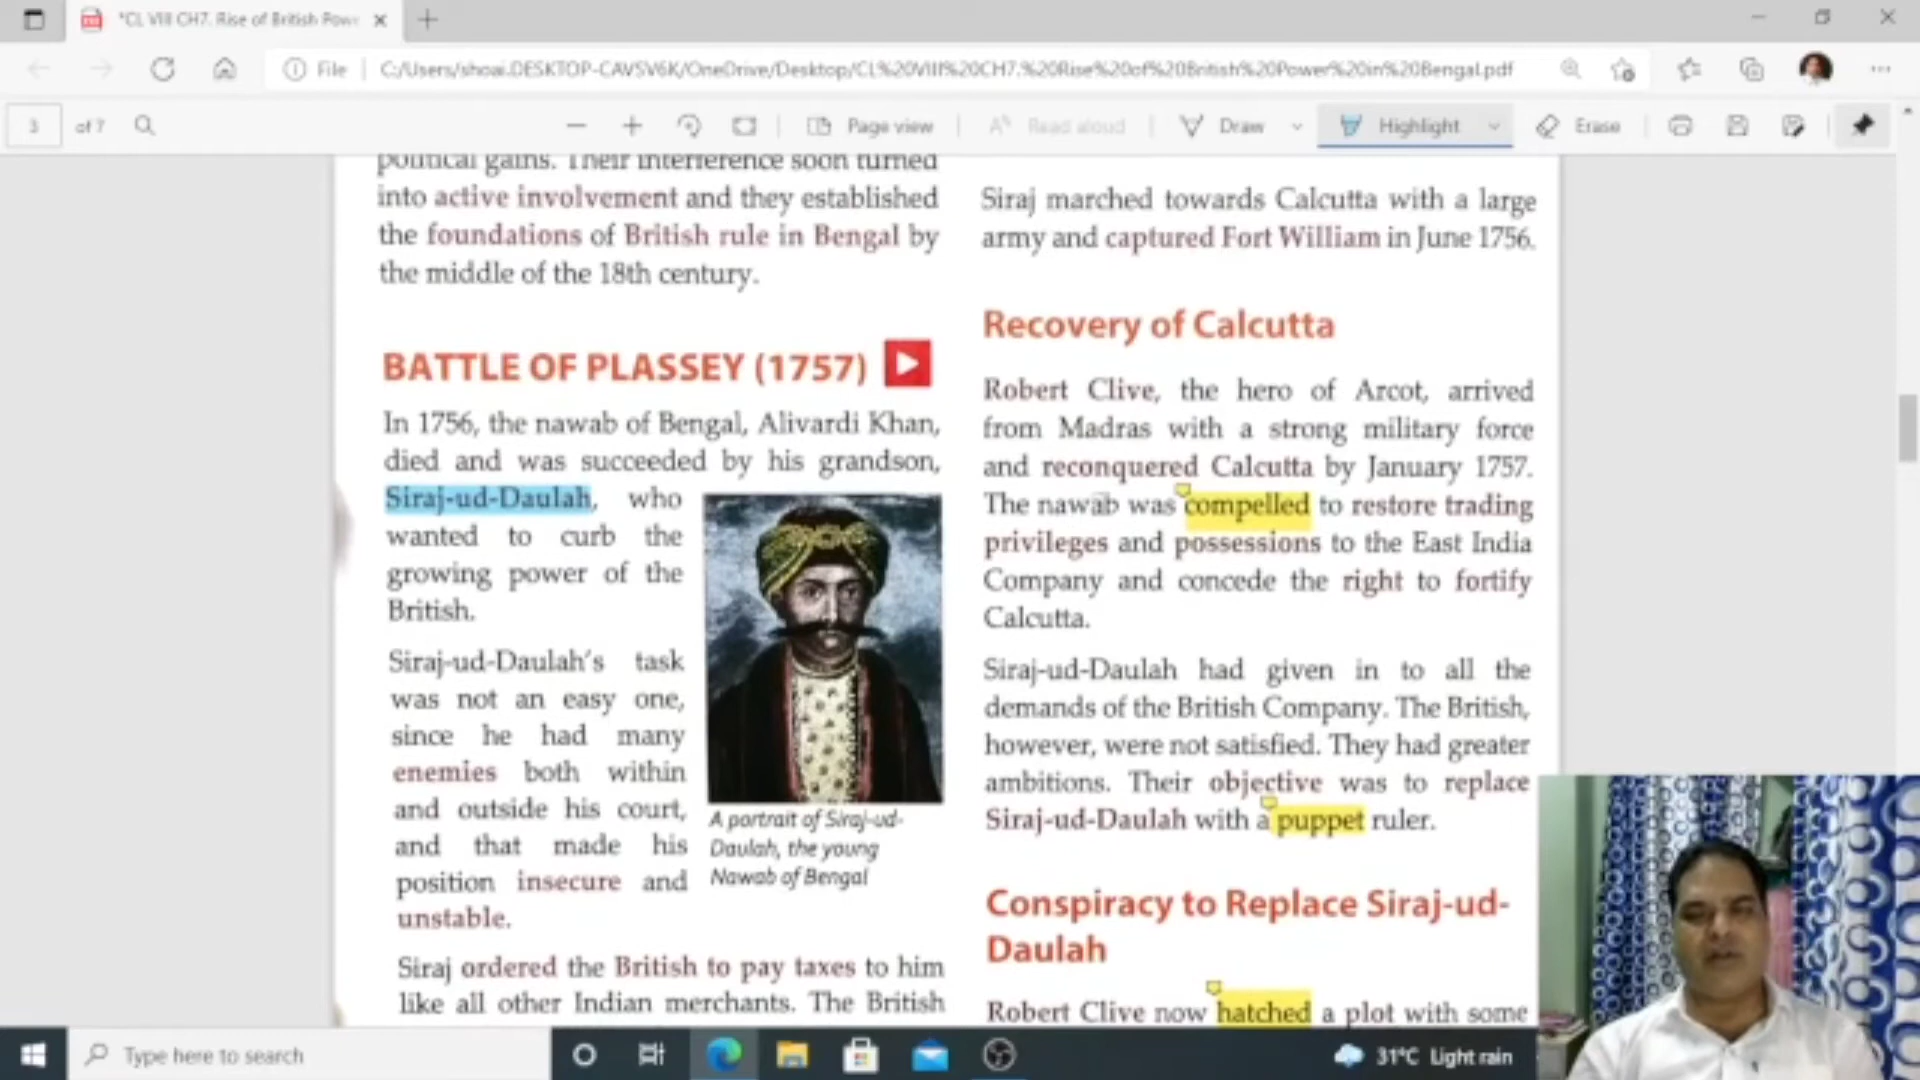 *CL VIII CH7. Rise of British Powe
File
C:/Users/shoai.DESKTOP-CAVSV6K/OneDrive/Desktop/CL%20VIII%20CH7.%20Rise%20of%20British%20Power%20in%20Bengal.pdf
3 of 7
Page view
Read aloud
Draw
Highlight
Erase
political gains. Their interference soon turned
into active involvement and they established
the foundations of British rule in Bengal by
the middle of the 18th century.
BATTLE OF PLASSEY (1757)
In 1756, the nawab of Bengal, Alivardi Khan,
died and was succeeded by his grandson,
Siraj-ud-Daulah, who
wanted to curb the
growing power of the
British.
Siraj-ud-Daulah's task
was not an easy one,
since he had many
enemies both within
and outside his court,
and that made his
position insecure and
unstable.
A portrait of Siraj-ud-
Daulah, the young
Nawab of Bengal
Siraj ordered the British to pay taxes to him
like all other Indian merchants. The British
Siraj marched towards Calcutta with a large
army and captured Fort William in June 1756.
Recovery of Calcutta
Robert Clive, the hero of Arcot, arrived
from Madras with a strong military force
and reconquered Calcutta by January 1757.
The nawab was compelled to restore trading
privileges and possessions to the East India
Company and concede the right to fortify
Calcutta.
Siraj-ud-Daulah had given in to all the
demands of the British Company. The British,
however, were not satisfied. They had greater
ambitions. Their objective was to replace
Siraj-ud-Daulah with a puppet ruler.
Conspiracy to Replace Siraj-ud-
Daulah
Robert Clive now hatched a plot with some
Type here to search
31°C Light rain